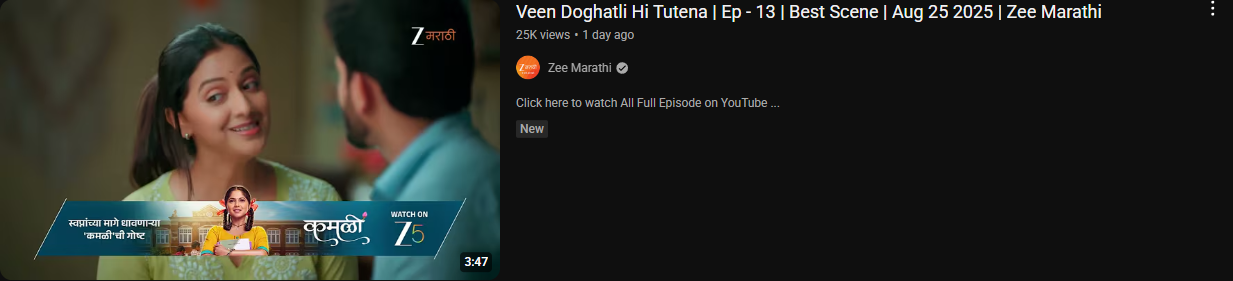 Z मराठी
स्वप्नांच्या मागे धावणाऱ्या
'कमळी'ची गोष्ट
कमळी
WATCH ON
Z5
3:47
Veen Doghatli Hi Tutena | Ep - 13 | Best Scene | Aug 25 2025 | Zee Marathi
25K views • 1 day ago
Zee Marathi
Click here to watch All Full Episode on YouTube ...
New